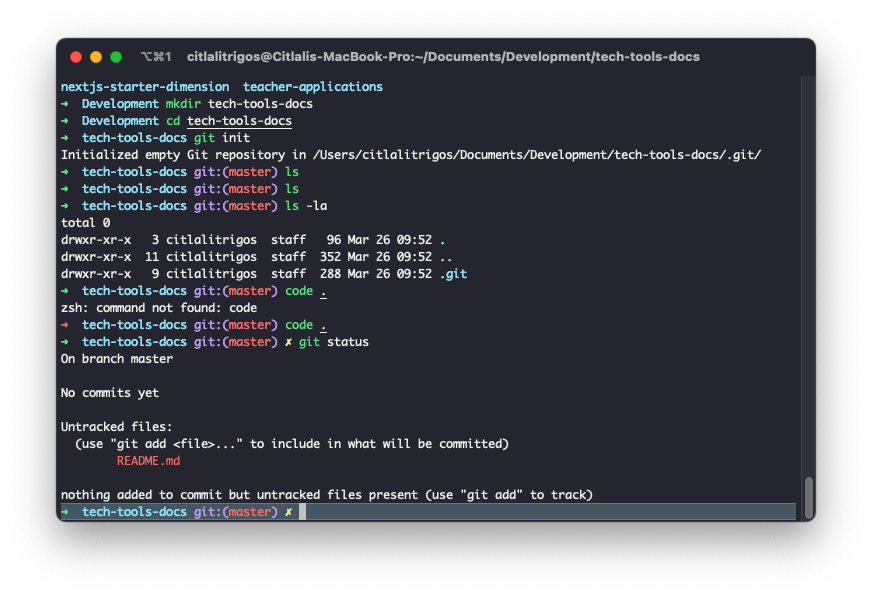 ⌥⌘1 citlalitrigos@Citlalis-MacBook-Pro:~/Documents/Development/tech-tools-docs
nextjs-starter-dimension  teacher-applications
➜  Development mkdir tech-tools-docs
➜  Development cd tech-tools-docs
➜  tech-tools-docs git init
Initialized empty Git repository in /Users/citlalitrigos/Documents/Development/tech-tools-docs/.git/
➜  tech-tools-docs git:(master) ls
➜  tech-tools-docs git:(master) ls
➜  tech-tools-docs git:(master) ls -la
total 0
drwxr-xr-x   3 citlalitrigos  staff   96 Mar 26 09:52 .
drwxr-xr-x  11 citlalitrigos  staff  352 Mar 26 09:52 ..
drwxr-xr-x   9 citlalitrigos  staff  288 Mar 26 09:52 .git
➜  tech-tools-docs git:(master) code .
zsh: command not found: code
➜  tech-tools-docs git:(master) code .
➜  tech-tools-docs git:(master) ✗ git status
On branch master
No commits yet
Untracked files:
  (use "git add <file>..." to include in what will be committed)
        README.md
nothing added to commit but untracked files present (use "git add" to track)
➜  tech-tools-docs git:(master) ✗